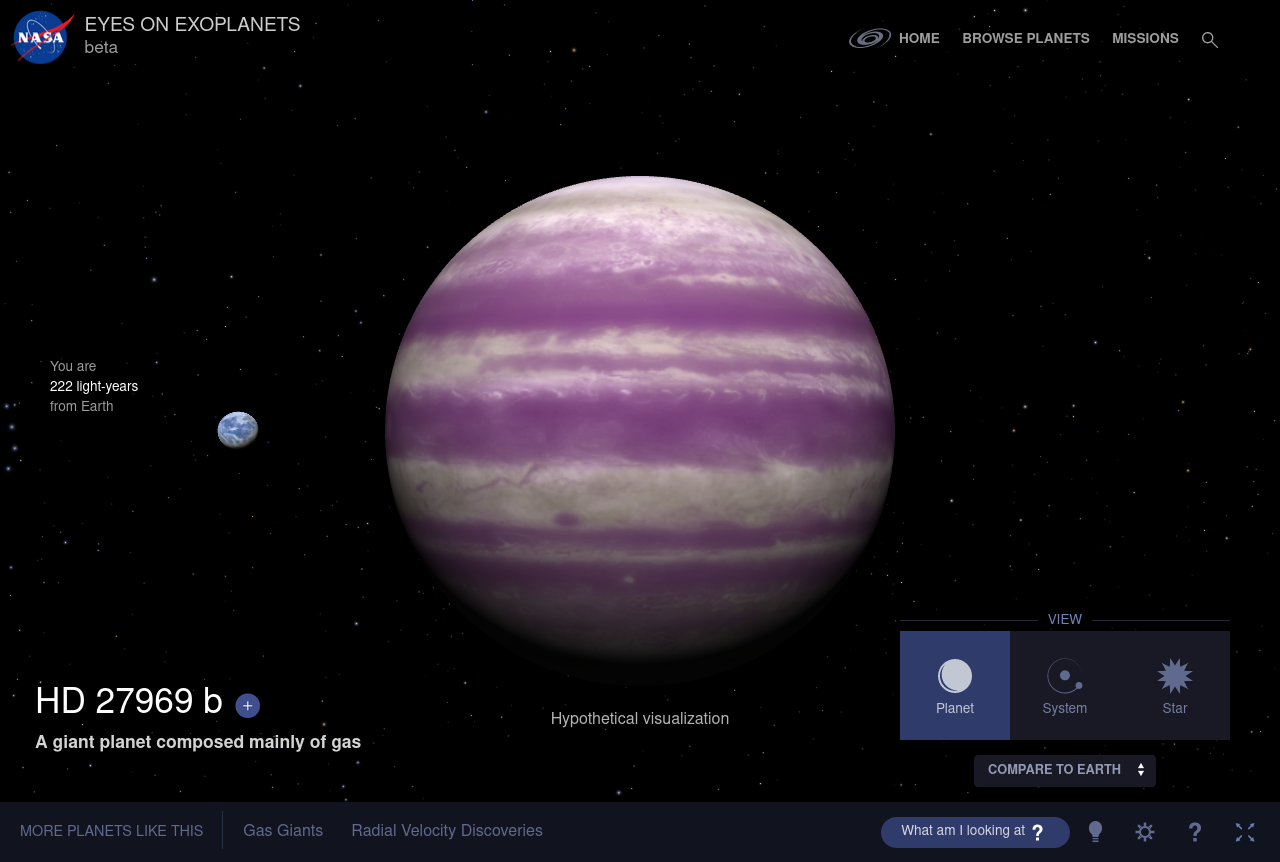 NASA
EYES ON EXOPLANETS
beta
HOME
BROWSE PLANETS
MISSIONS
You are
222 light-years
from Earth
VIEW
Planet
System
Star
HD 27969 b +
A giant planet composed mainly of gas
Hypothetical visualization
COMPARE TO EARTH
MORE PLANETS LIKE THIS
Gas Giants
Radial Velocity Discoveries
What am I looking at ?
?